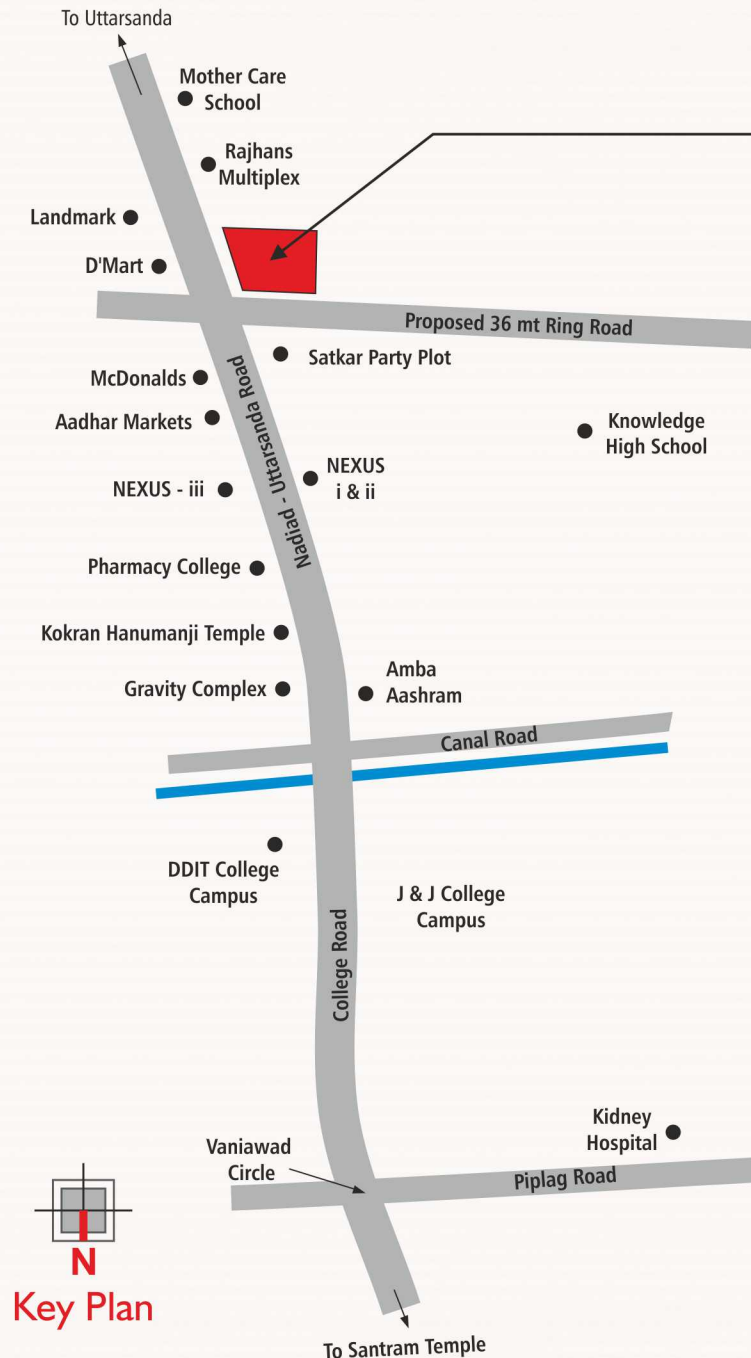 To Uttarsanda
Mother Care
School
Rajhans
Multiplex
Landmark
D'Mart
Proposed 36 mt Ring Road
Satkar Party Plot
McDonalds
Aadhar Markets
Knowledge
High School
Nadiad - Uttarsanda Road
NEXUS
i & ii
NEXUS - iii
Pharmacy College
Kokran Hanumanji Temple
Gravity Complex
Amba
Aashram
Canal Road
DDIT College
Campus
J & J College
Campus
College Road
Kidney
Hospital
Vaniawad
Circle
Piplag Road
N
Key Plan
To Santram Temple